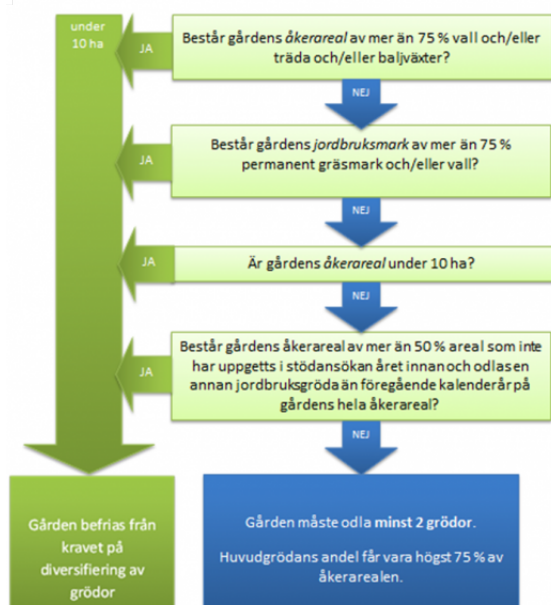 under
10 ha
Består gårdens åkerareal av mer än 75 % vall och/eller
träda och/eller baljväxter?
JA
NEJ
Består gårdens jordbruksmark av mer än 75 %
permanent gräsmark och/eller vall?
JA
NEJ
Är gårdens åkerareal under 10 ha?
JA
NEJ
Består gårdens åkerareal av mer än 50 % areal som inte
har uppgetts i stödansökan året innan och odlas en
annan jordbruksgröda än föregående kalenderår på
gårdens hela åkerareal?
JA
NEJ
Gården befrias från
kravet på
diversifiering av
grödor
Gården måste odla minst 2 grödor.
Huvudgrödans andel får vara högst 75 % av
åkerarealen.